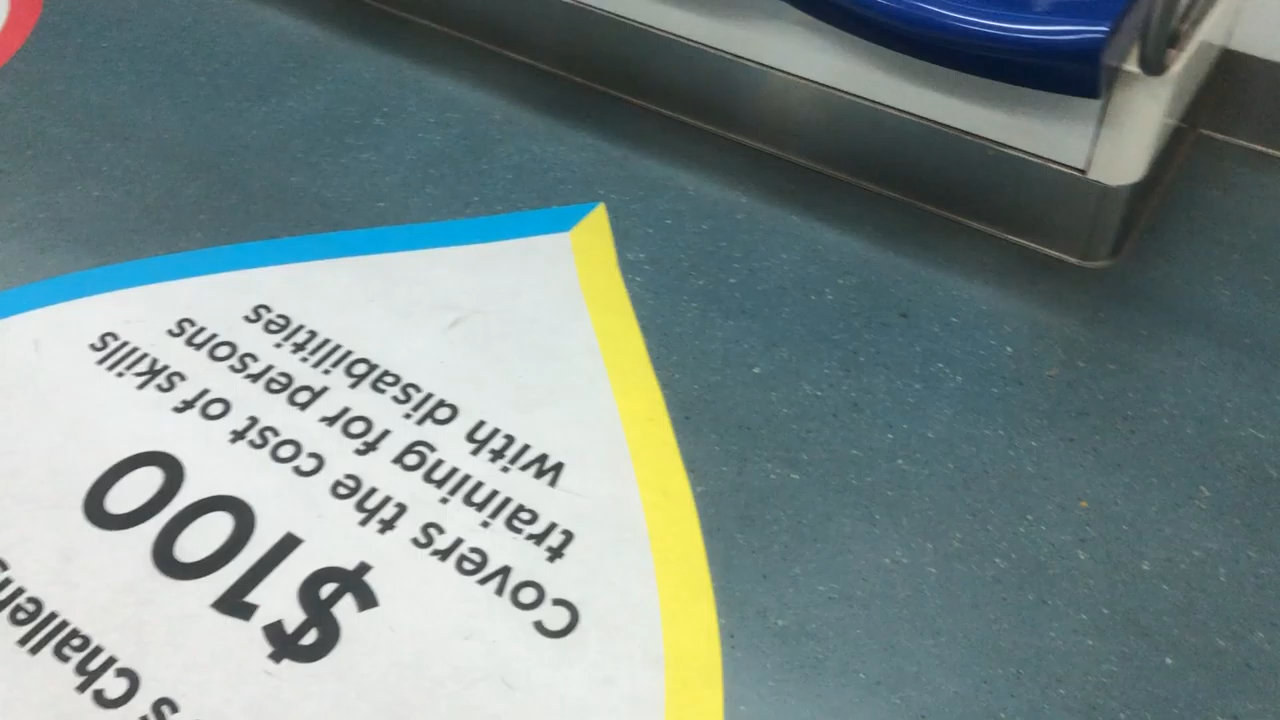 $100
Covers the cost of skills
training for persons
with disabilities